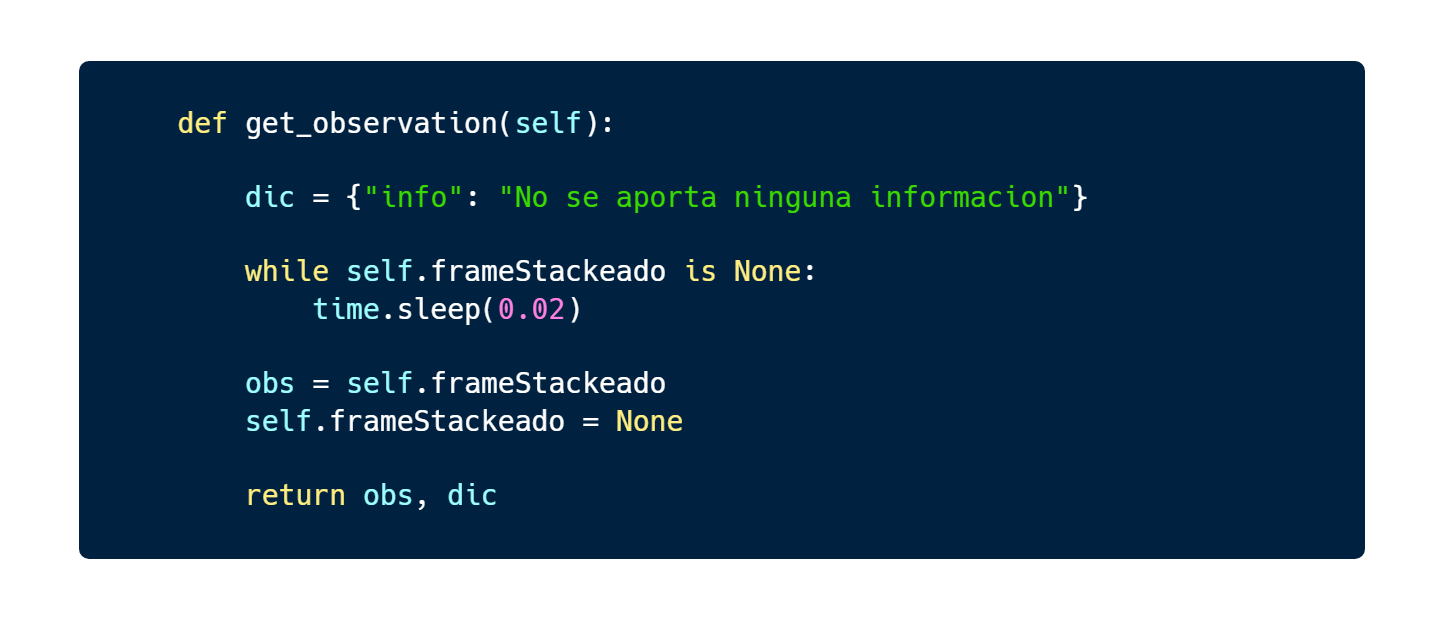 def get_observation(self):
dic = {"info": "No se aporta ninguna informacion"}
while self.frameStackeado is None:
time.sleep(0.02)
obs = self.frameStackeado
self.frameStackeado = None
return obs, dic